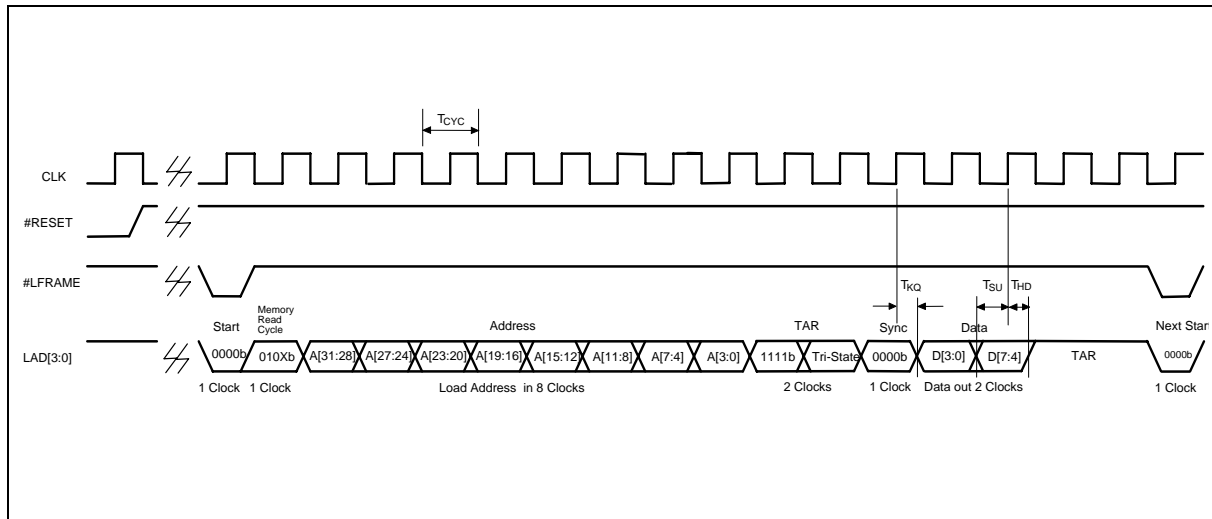 TCYC
CLK
#RESET
#LFRAME
TKQ TSU THD
Start
Memory
Read
Cycle
Address
TAR
Sync
Data
Next Start
LAD[3:0]
0000b 010Xb A[31:28] A[27:24] A[23:20] A[19:16] A[15:12] A[11:8] A[7:4] A[3:0] 1111b Tri-State 0000b D[3:0] D[7:4] TAR 0000b
1 Clock 1 Clock Load Address in 8 Clocks 2 Clocks 1 Clock Data out 2 Clocks 1 Clock